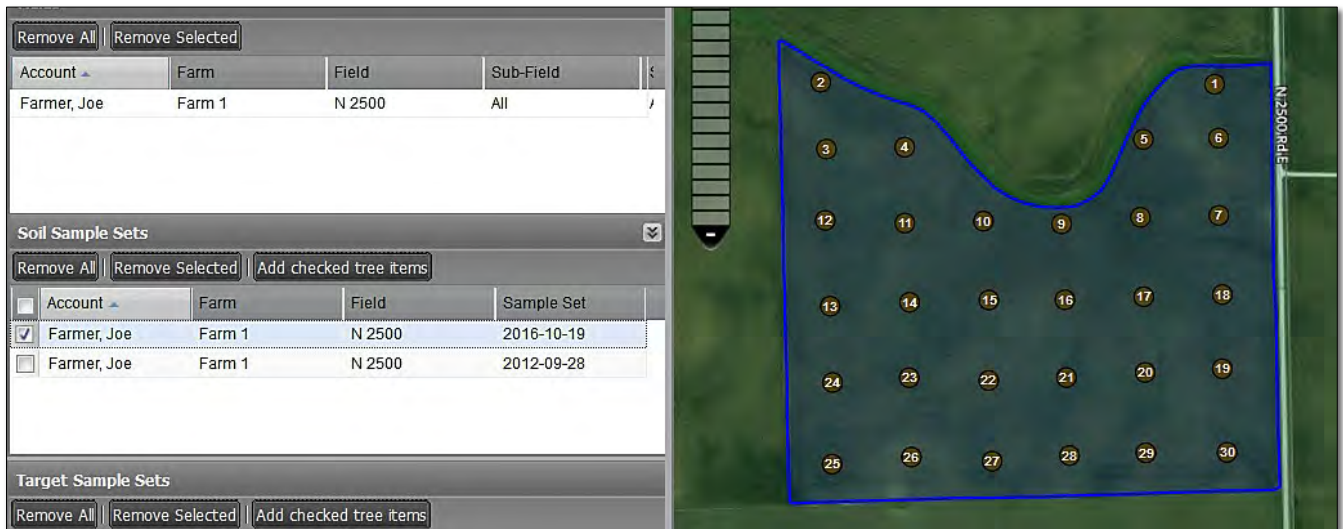 Remove All Remove Selected
Account Farm Field Sub-Field
Farmer, Joe Farm 1 N 2500 All
Soil Sample Sets
Remove All Remove Selected Add checked tree items
Account Farm Field Sample Set
Farmer, Joe Farm 1 N 2500 2016-10-19
Farmer, Joe Farm 1 N 2500 2012-09-28
Target Sample Sets
Remove All Remove Selected Add checked tree items
2 1
3 4 5 6
12 11 10 9 8 7
13 14 15 16 17 18
24 23 22 21 20 19
25 26 27 28 29 30
N 2500 Rd E